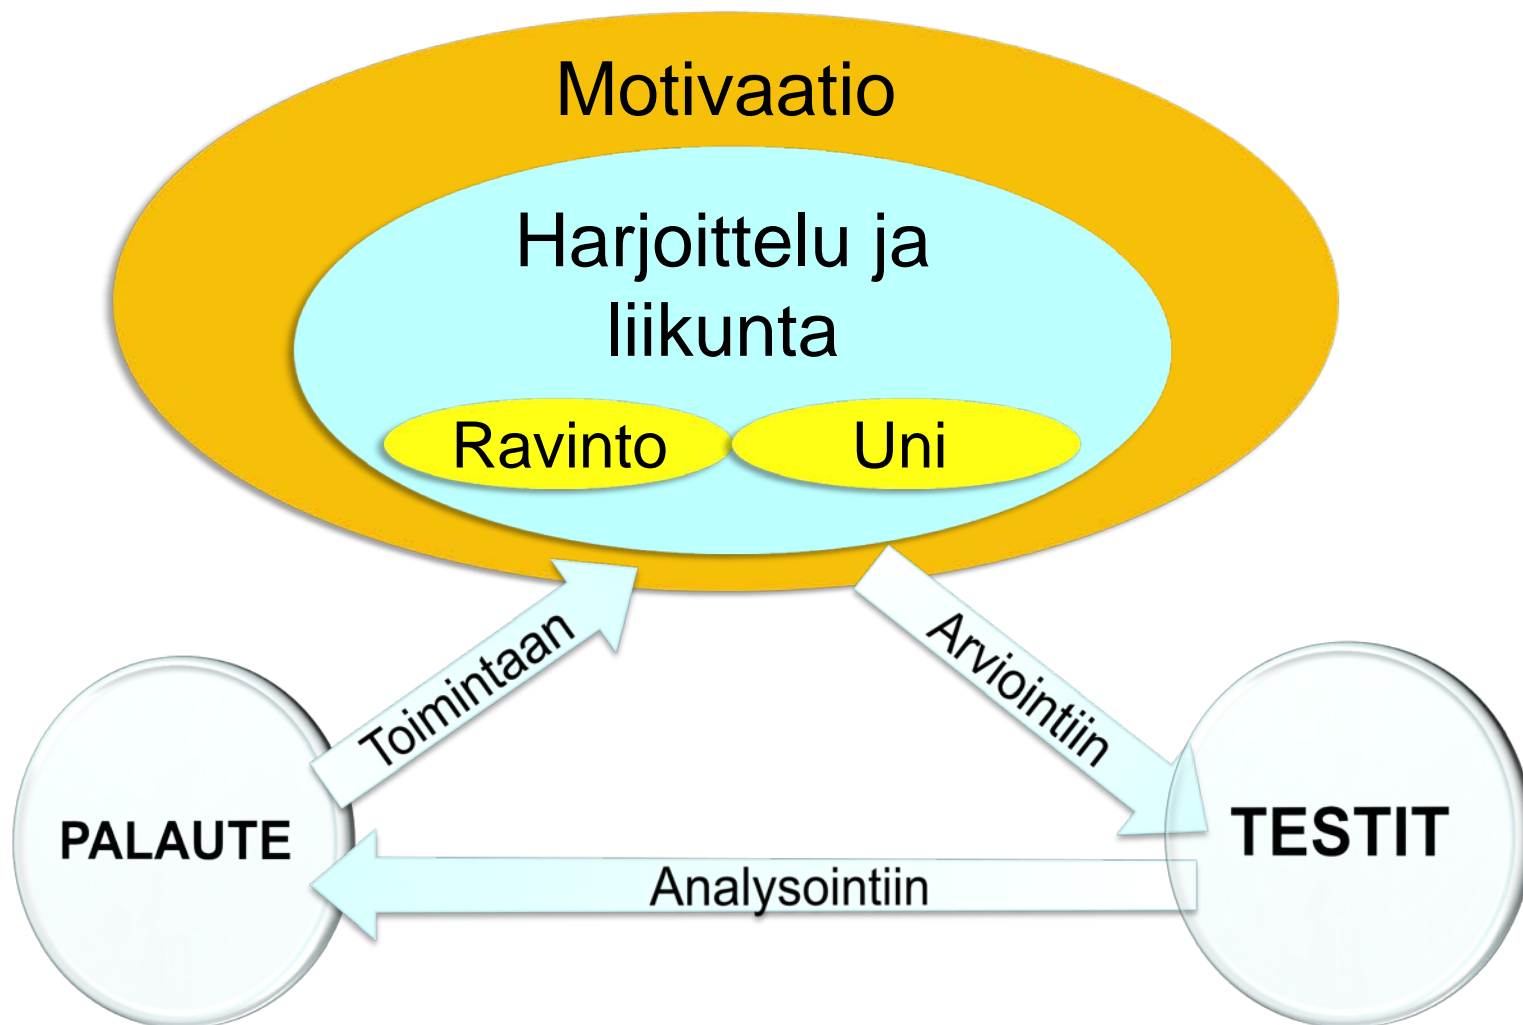 Motivaatio
Harjoittelu ja
liikunta
Ravinto
Uni
Toimintaan
Arviointiin
PALAUTE
TESTIT
Analysointiin